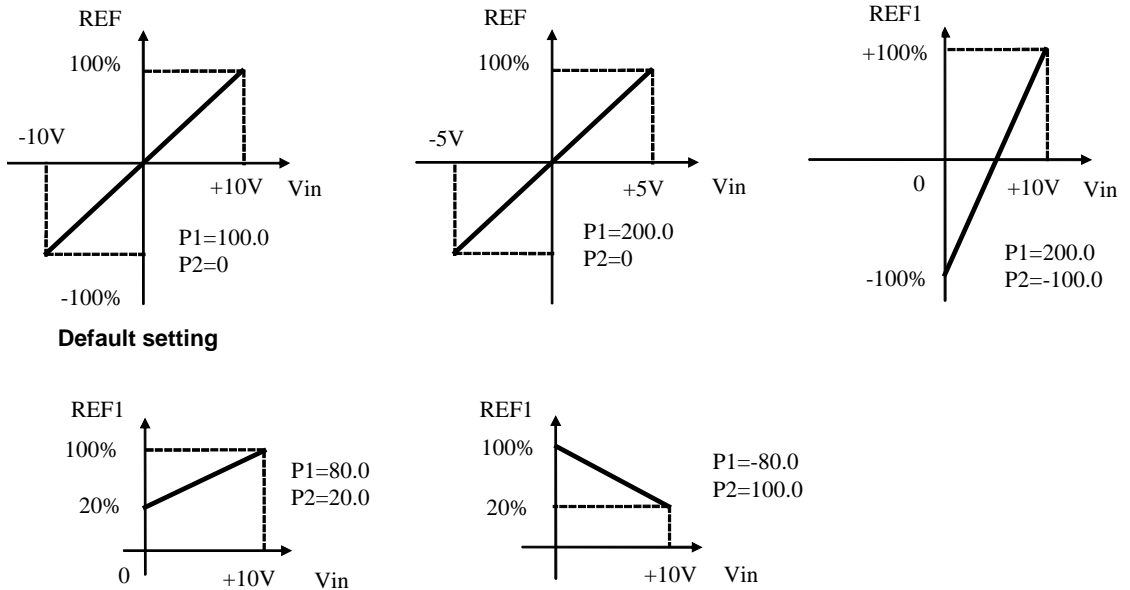 REF
100%
-10V
+10V
Vin
P1=100.0
P2=0
-100%
Default setting
REF
100%
-5V
+5V
Vin
P1=200.0
P2=0
REF1
+100%
0
+10V
Vin
-100%
P1=200.0
P2=-100.0
REF1
100%
20%
P1=80.0
P2=20.0
0
+10V
Vin
REF1
100%
20%
P1=-80.0
P2=100.0
+10V
Vin